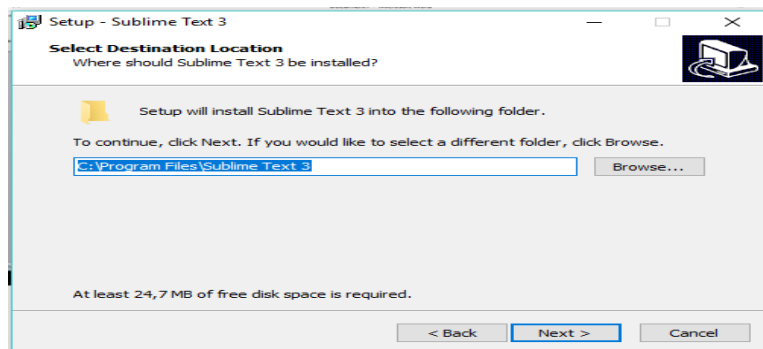 Setup - Sublime Text 3
Select Destination Location
Where should Sublime Text 3 be installed?
Setup will install Sublime Text 3 into the following folder.
To continue, click Next. If you would like to select a different folder, click Browse.
C:\Program Files\Sublime Text 3
Browse...
At least 24,7 MB of free disk space is required.
< Back
Next >
Cancel